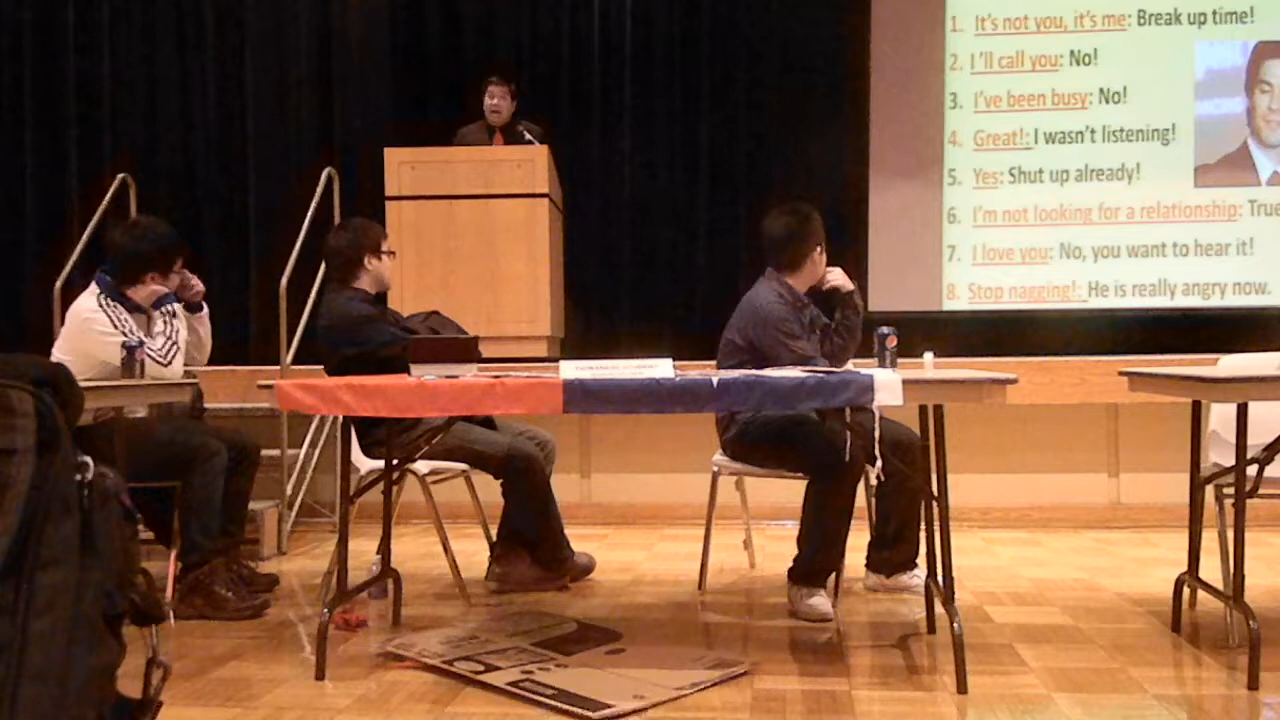 1. It's not you, it's me: Break up time!
2. I 'll call you: No!
3. I've been busy: No!
4. Great!: I wasn't listening!
5. Yes: Shut up already!
6. I'm not looking for a relationship: True
7. I love you: No, you want to hear it!
8. Stop nagging!: He is really angry now.